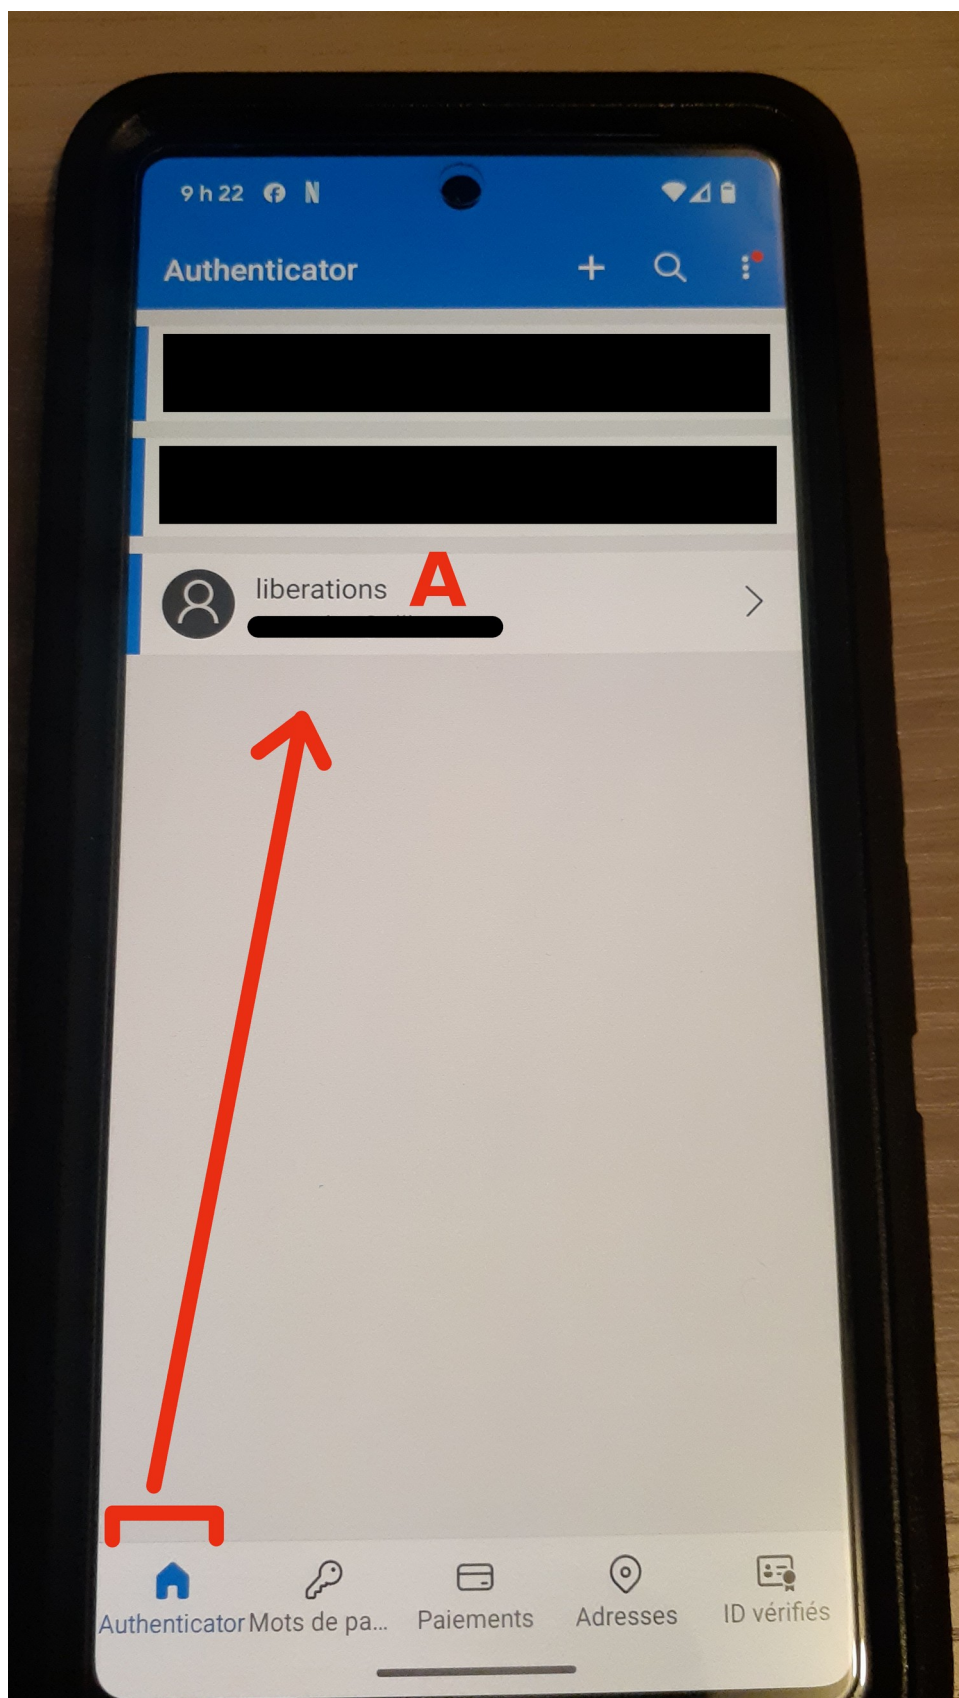 9 h 22
Authenticator
liberations A
Authenticator Mots de pa... Paiements Adresses ID vérifiés